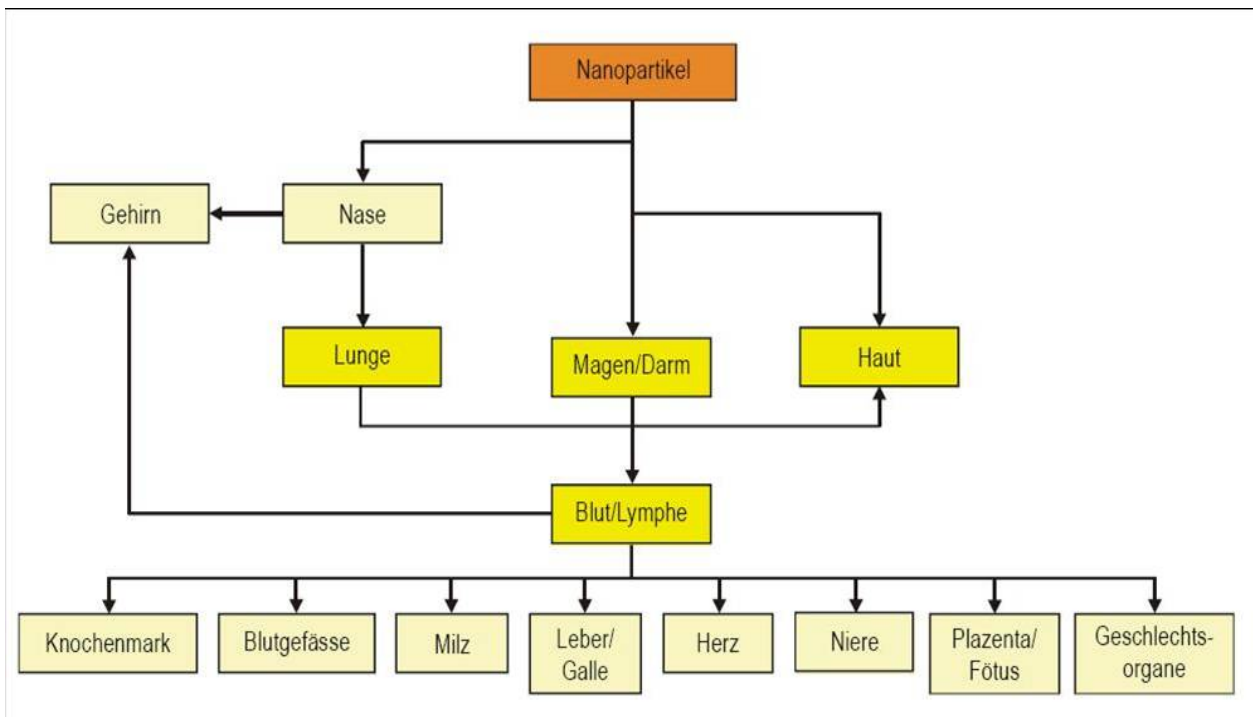 Nanopartikel
Gehirn
Nase
Lunge
Magen/Darm
Haut
Blut/Lymphe
Knochenmark
Blutgefässe
Milz
Leber/
Galle
Herz
Niere
Plazenta/
Fötus
Geschlechts-
organe